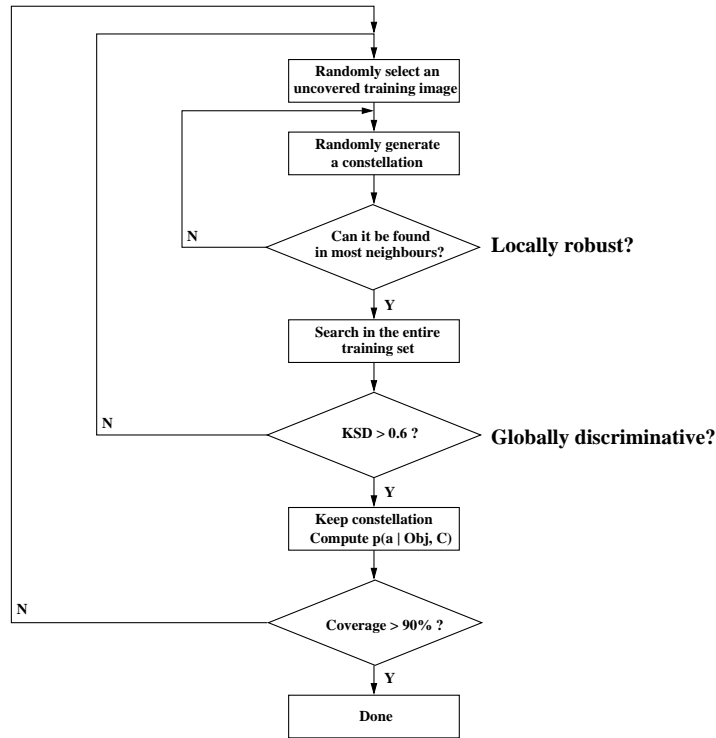 Randomly select an
uncovered training image
Randomly generate
a constellation
Can it be found
in most neighbours?
N
Locally robust?
Y
Search in the entire
training set
N
KSD > 0.6 ?
Globally discriminative?
Y
Keep constellation
Compute p(a | Obj, C)
N
Coverage > 90% ?
Y
Done